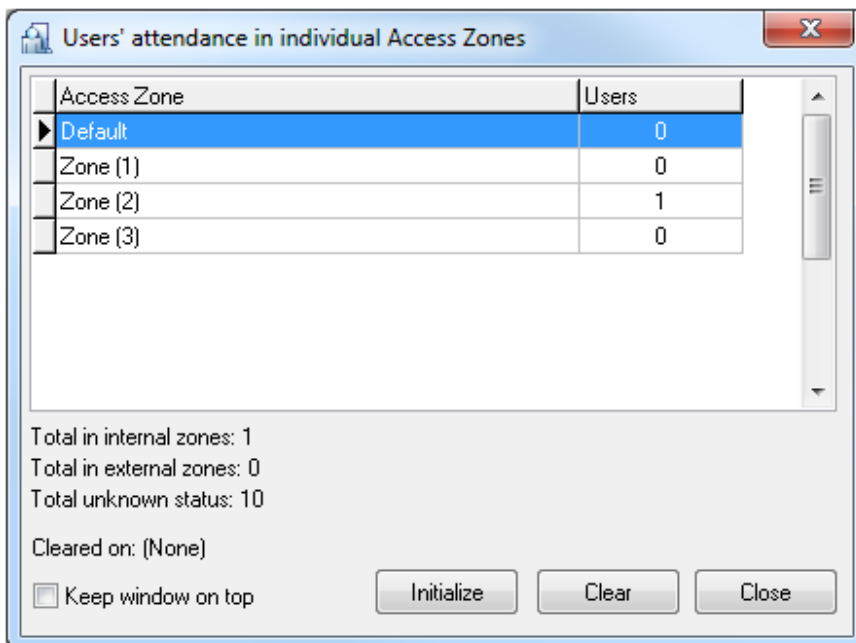 Users' attendance in individual Access Zones
Access Zone Users
Default 0
Zone (1) 0
Zone (2) 1
Zone (3) 0
Total in internal zones: 1
Total in external zones: 0
Total unknown status: 10
Cleared on: (None)
Keep window on top Initialize Clear Close